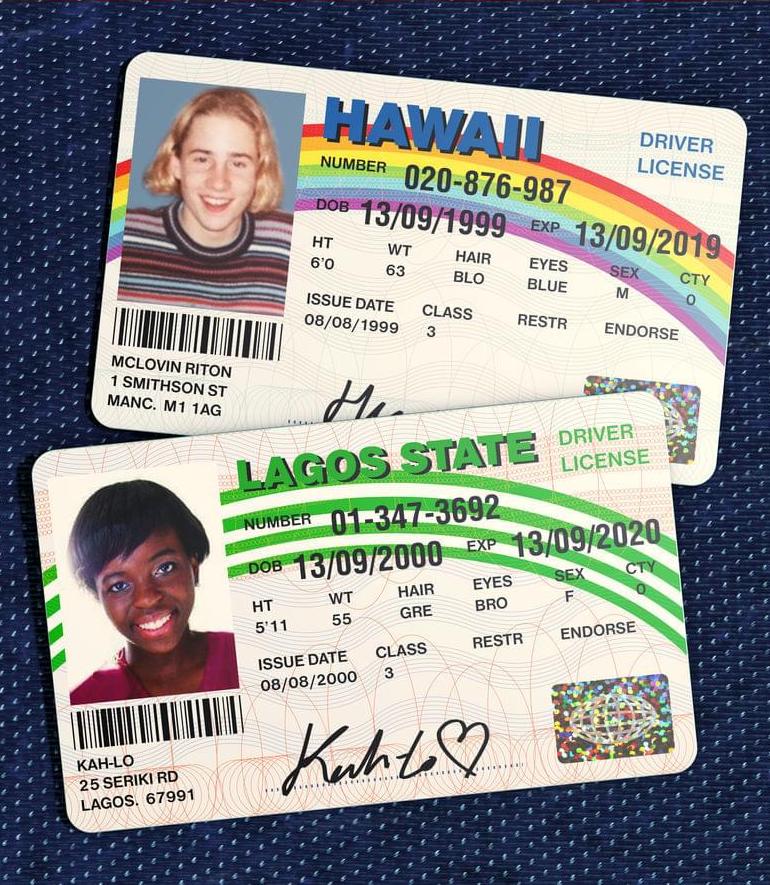 HAWAII
DRIVER
LICENSE
NUMBER 020-876-987
DOB 13/09/1999 EXP 13/09/2019
HT WT HAIR EYES SEX CTY
6'0 63 BLO BLUE M 0
ISSUE DATE CLASS RESTR ENDORSE
08/08/1999 3
MCLOVIN RITON
1 SMITHSON ST
MANC. M1 1AG
LAGOS STATE
DRIVER
LICENSE
NUMBER 01-347-3692
DOB 13/09/2000 EXP 13/09/2020
HT WT HAIR EYES SEX CTY
5'11 55 GRE BRO F 0
ISSUE DATE CLASS RESTR ENDORSE
08/08/2000 3
Kah-Lo
KAH-LO
25 SERIKI RD
LAGOS. 67991